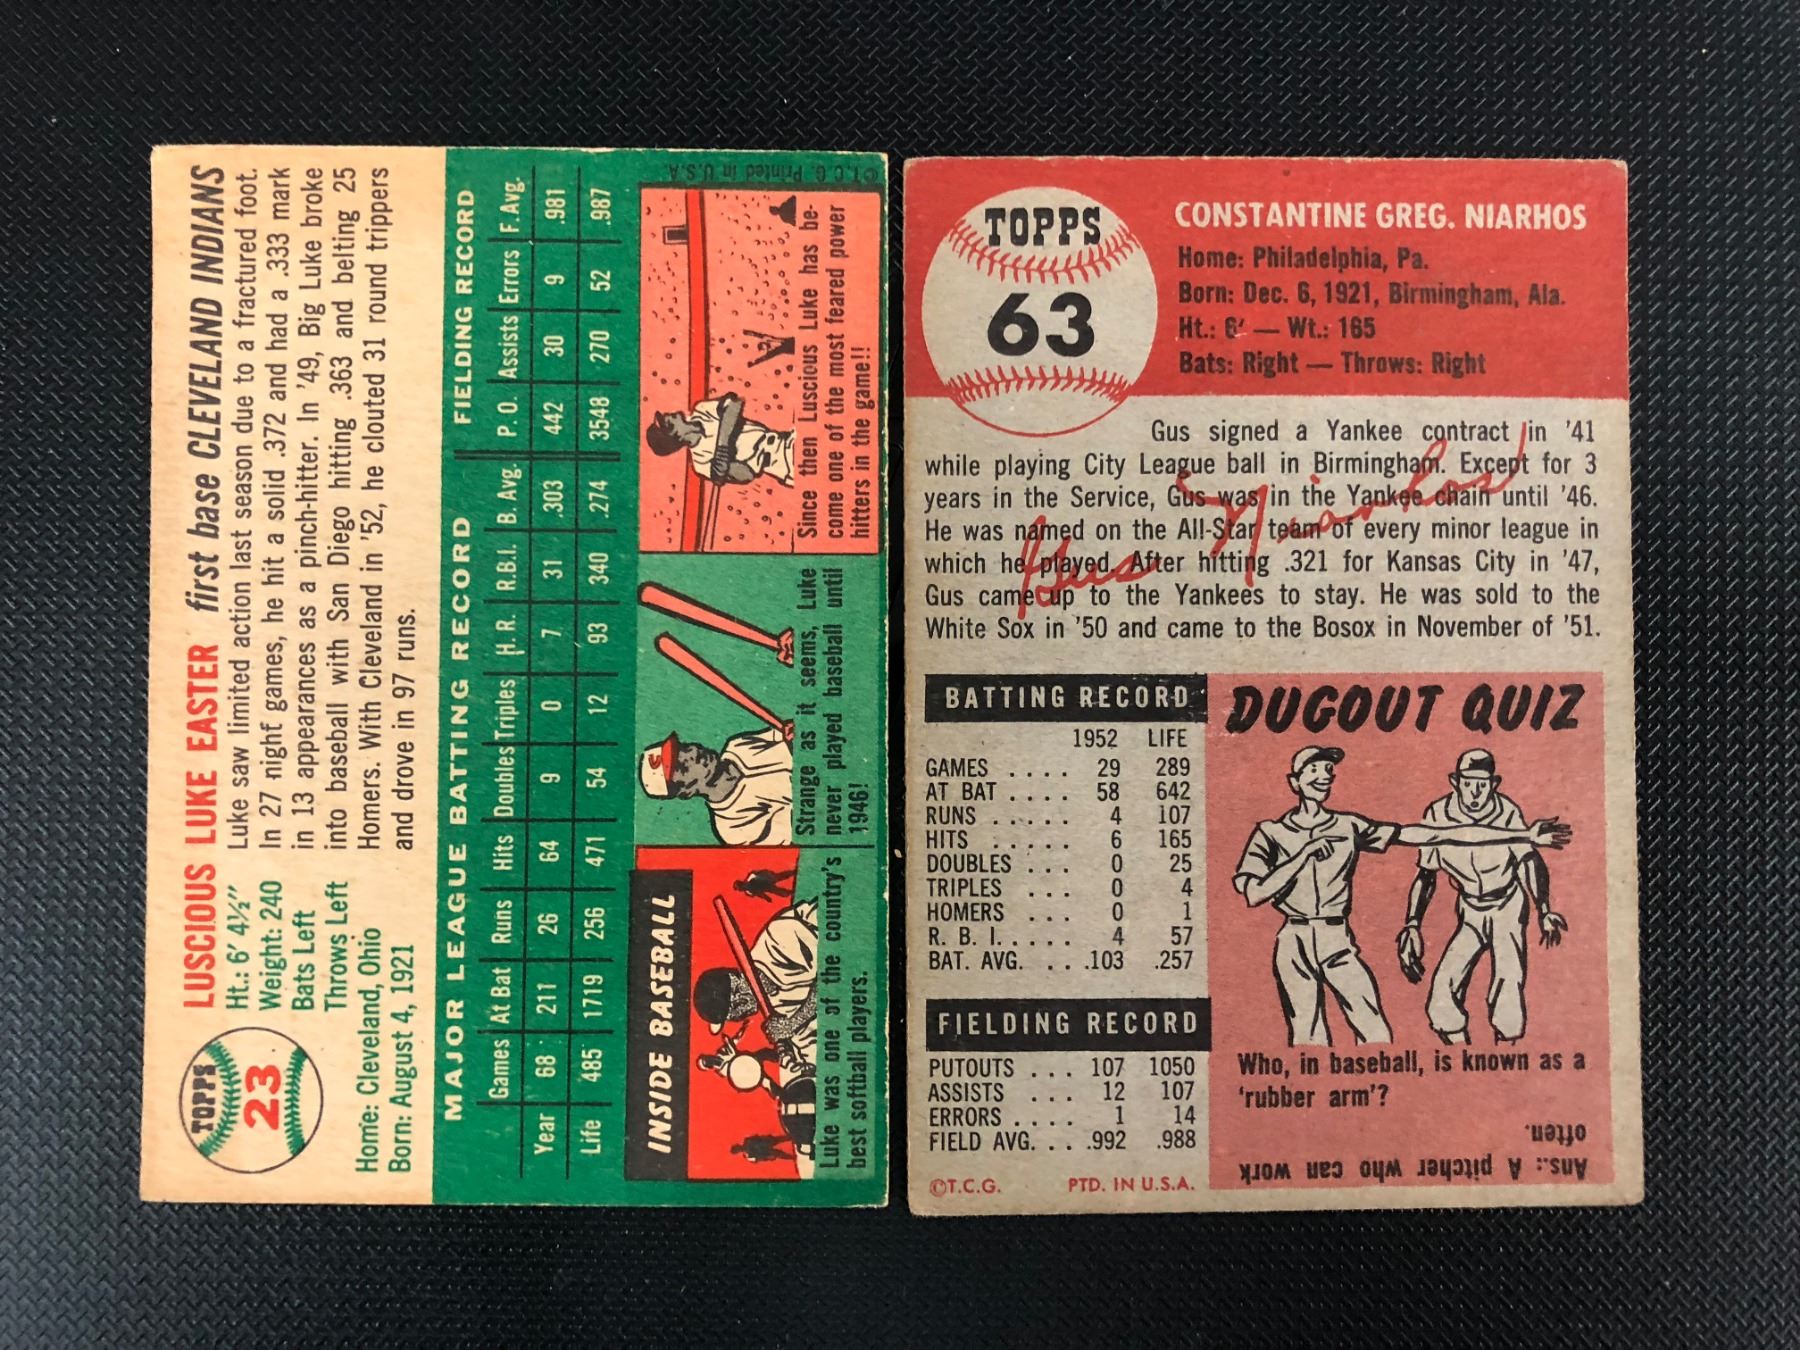 TOPPS
23
LUSCIOUS LUKE EASTER first base CLEVELAND INDIANS
Ht.: 6' 4½"
Weight: 240
Bats Left
Throws Left
Home: Cleveland, Ohio
Born: August 4, 1921
Luke saw limited action last season due to a fractured foot.
In 27 night games, he hit a solid .372 and had a .333 mark
in 13 appearances as a pinch-hitter. In '49, Big Luke broke
into baseball with San Diego hitting .363 and belting 25
Homers. With Cleveland in '52, he clouted 31 round trippers
and drove in 97 runs.
MAJOR LEAGUE BATTING RECORD FIELDING RECORD
Games At Bat Runs Hits Doubles Triples H. R. R.B.I. B. Avg. P. O. Assists Errors F. Avg.
Year 68 211 26 64 9 0 7 31 .303 442 30 9 .981
Life 485 1719 256 471 54 12 93 340 .274 3548 270 52 .987
INSIDE BASEBALL
Luke was one of the country's
best softball players.
Strange as it seems, Luke
never played baseball until
1946!
Since then Luscious Luke has be-
come one of the most feared power
hitters in the game!!
©T.C.G. Printed in U.S.A.
TOPPS
63
CONSTANTINE GREG. NIARHOS
Home: Philadelphia, Pa.
Born: Dec. 6, 1921, Birmingham, Ala.
Ht.: 6' — Wt.: 165
Bats: Right — Throws: Right
Gus signed a Yankee contract in '41
while playing City League ball in Birmingham. Except for 3
years in the Service, Gus was in the Yankee chain until '46.
He was named on the All-Star team of every minor league in
which he played. After hitting .321 for Kansas City in '47,
Gus came up to the Yankees to stay. He was sold to the
White Sox in '50 and came to the Bosox in November of '51.
Gus Niarhos
BATTING RECORD
1952 LIFE
GAMES . . . . 29 289
AT BAT . . . . 58 642
RUNS . . . . . 4 107
HITS . . . . . 6 165
DOUBLES . . . 0 25
TRIPLES . . . 0 4
HOMERS . . . 0 1
R. B. I. . . . . 4 57
BAT. AVG. . . .103 .257
FIELDING RECORD
PUTOUTS . . . 107 1050
ASSISTS . . . 12 107
ERRORS . . . . 1 14
FIELD AVG. . . .992 .988
©T.C.G. PTD. IN U.S.A.
DUGOUT QUIZ
Who, in baseball, is known as a
'rubber arm'?
Ans.: A pitcher who can work
often.